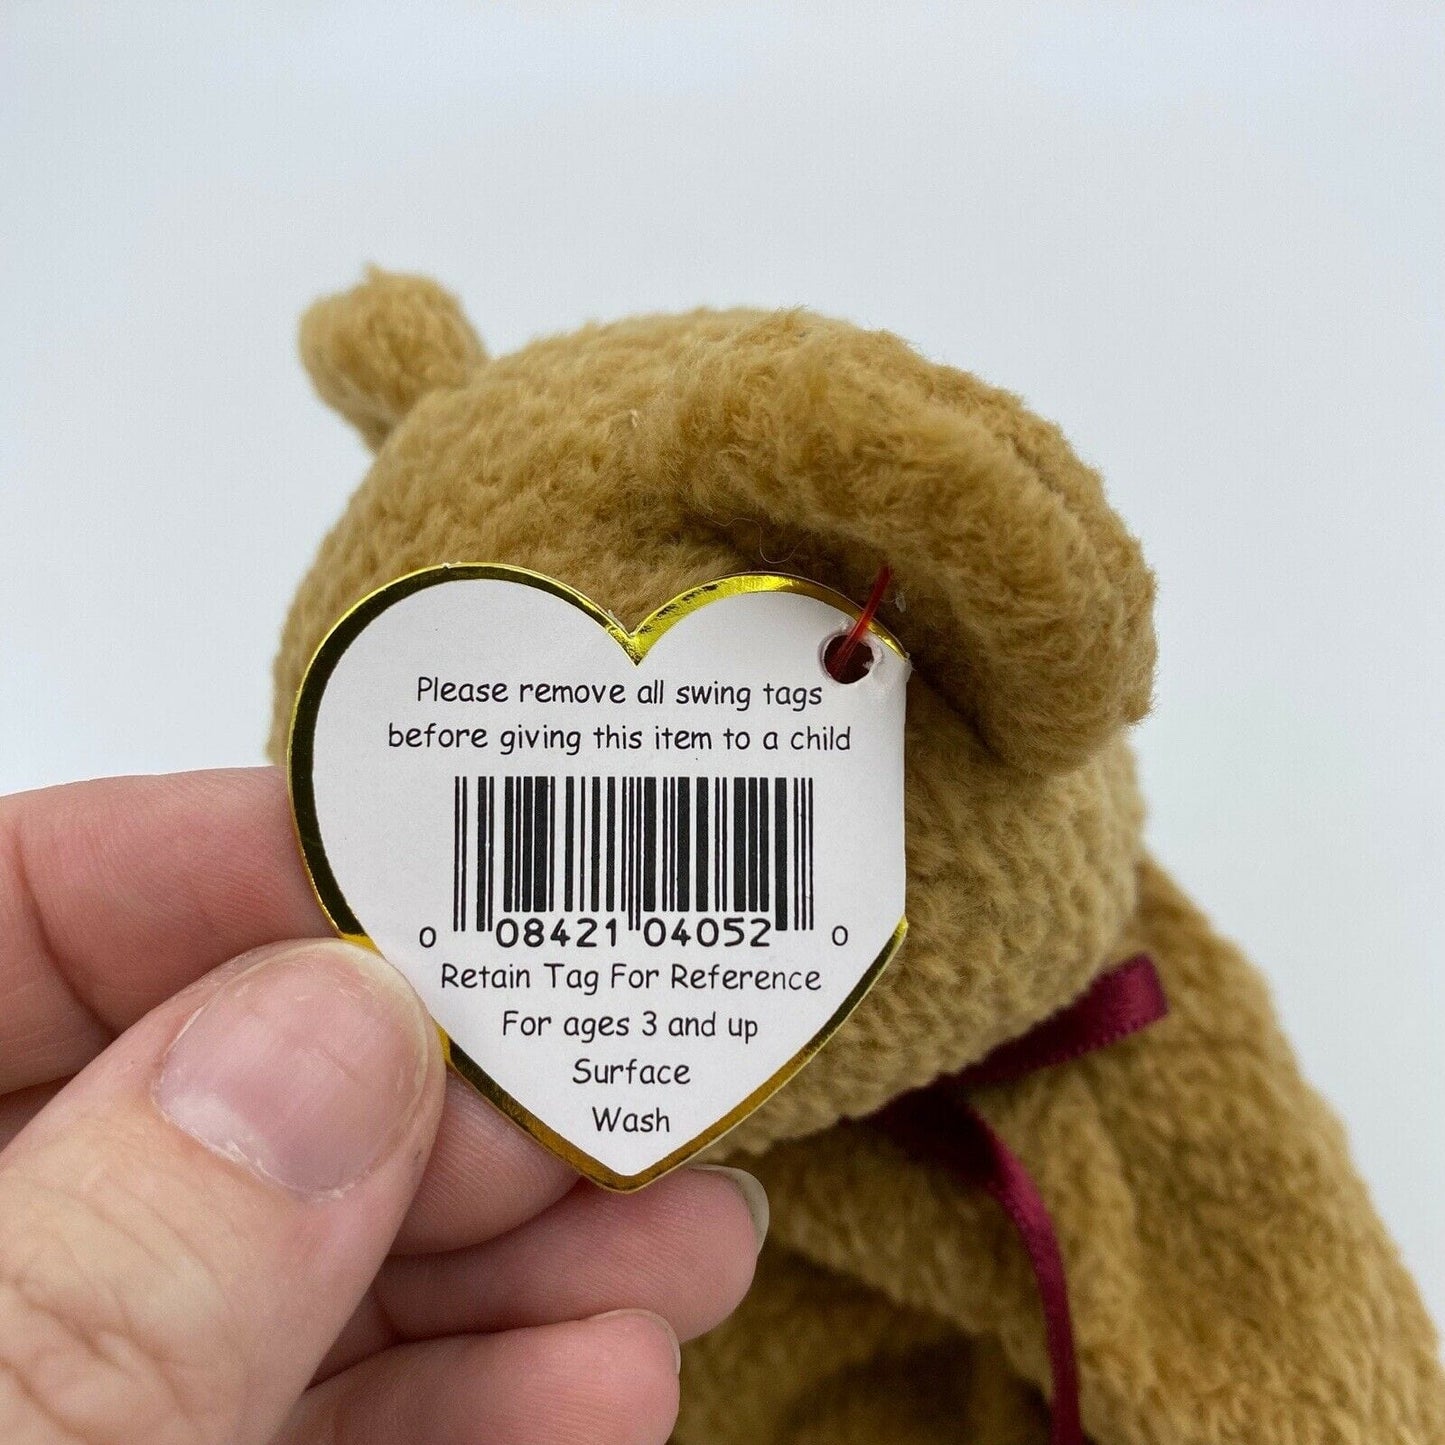 Please remove all swing tags
before giving this item to a child
0 08421 04052 0
Retain Tag For Reference
For ages 3 and up
Surface
Wash